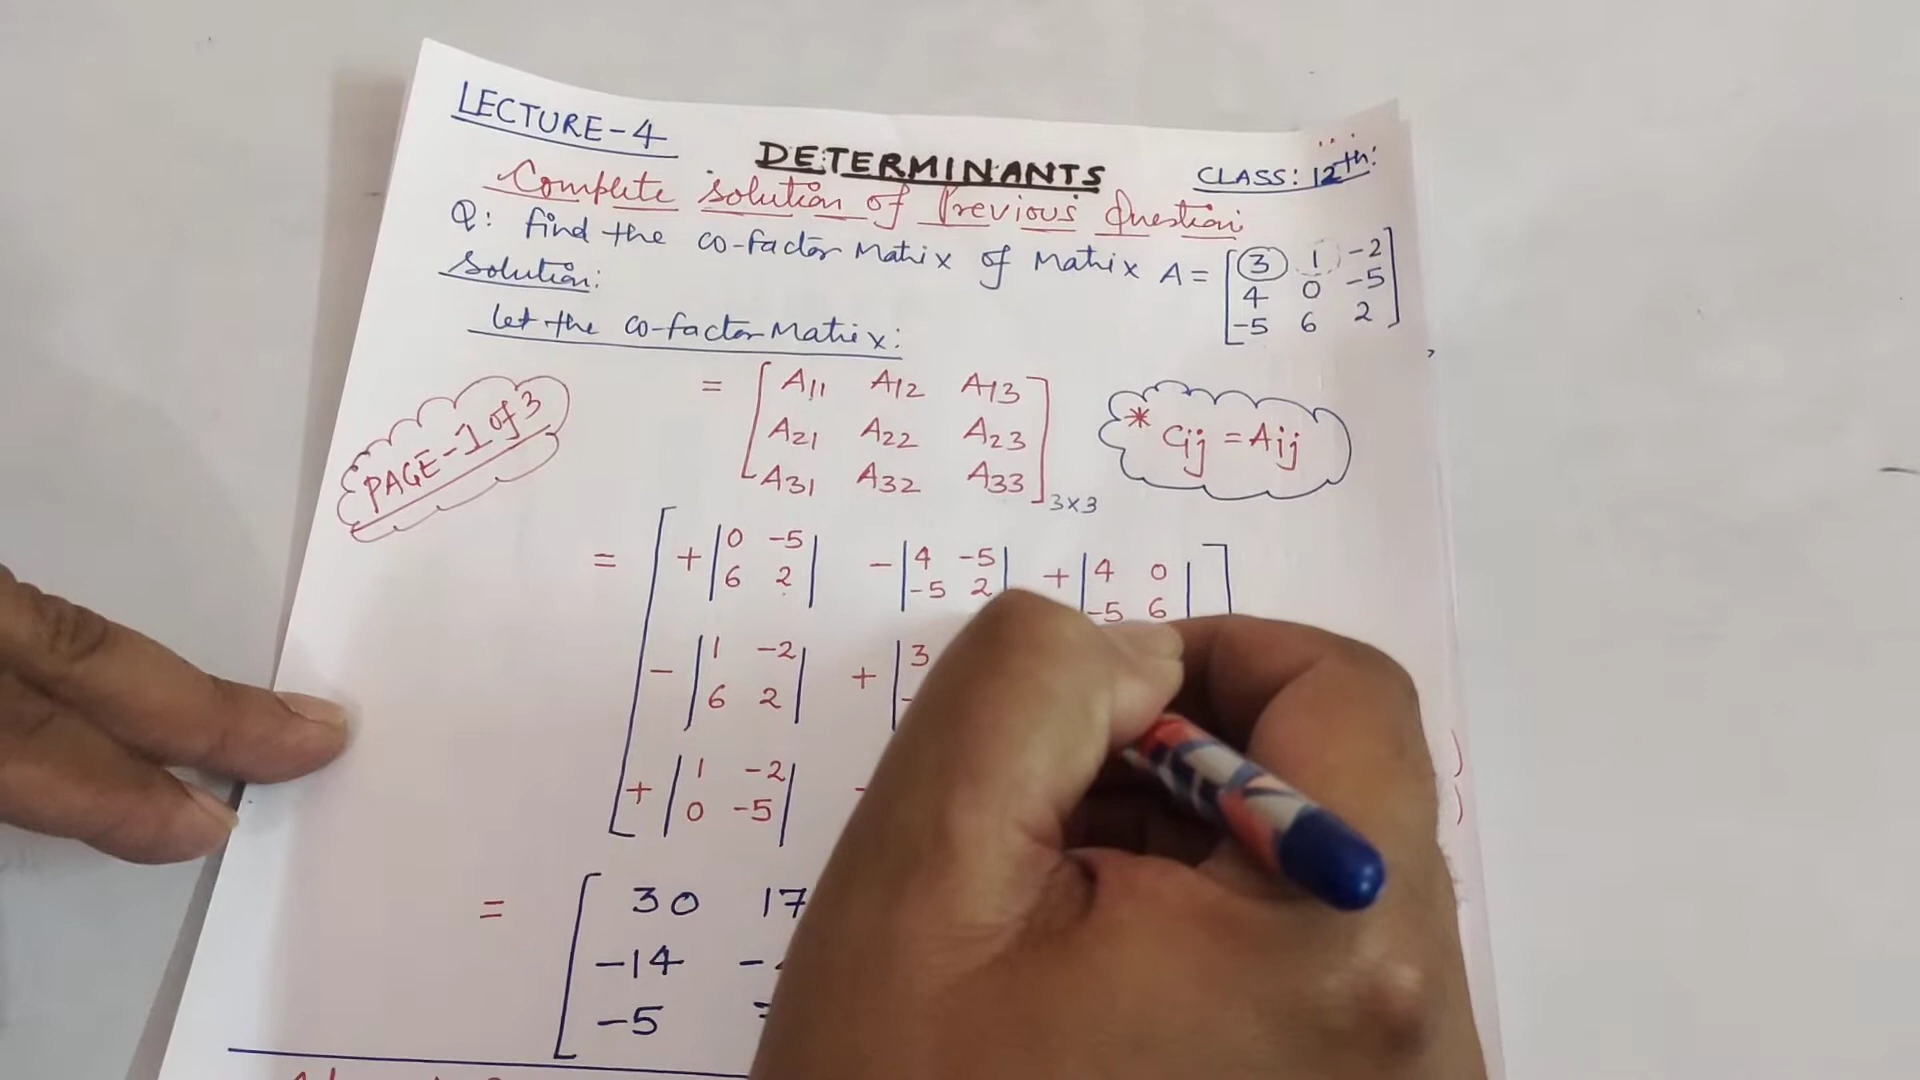 LECTURE-4
DETERMINANTS
CLASS: 12th:
Complete solution of Previous Question
Q: find the co-factor Matrix of Matrix A = [3 1 -2
4 0 -5
-5 6 2]
Solution:
let the co-factor Matrix:
PAGE-1 of 3
= [A11 A12 A13
A21 A22 A23
A31 A32 A33] 3×3
* Cij = Aij
= [+|0 -5 -|4 -5| +|4 0|
6 2| -5 2 -5 6
-|1 -2| +|3
6 2
+|1 -2|
0 -5
= [30 17
-14
-5